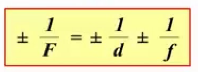 ± 1/F = ± 1/d ± 1/f